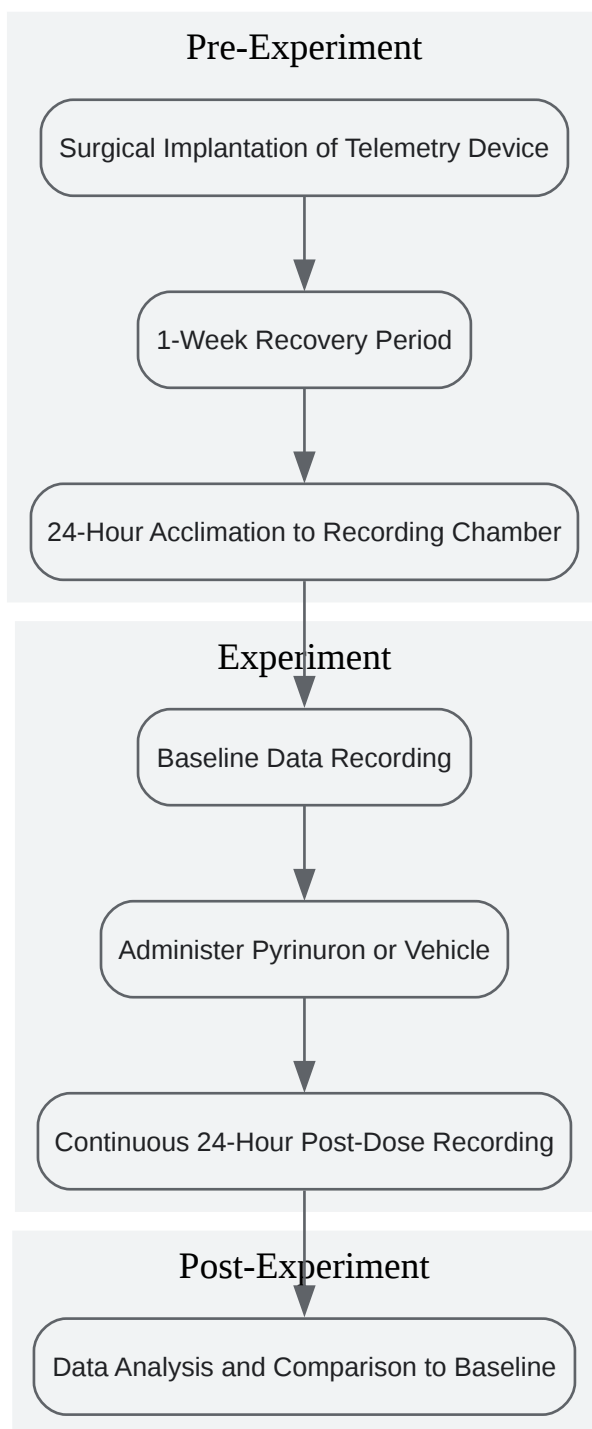 Pre-Experiment
Surgical Implantation of Telemetry Device
1-Week Recovery Period
24-Hour Acclimation to Recording Chamber
Experiment
Baseline Data Recording
Administer Pyrinuron or Vehicle
Continuous 24-Hour Post-Dose Recording
Post-Experiment
Data Analysis and Comparison to Baseline